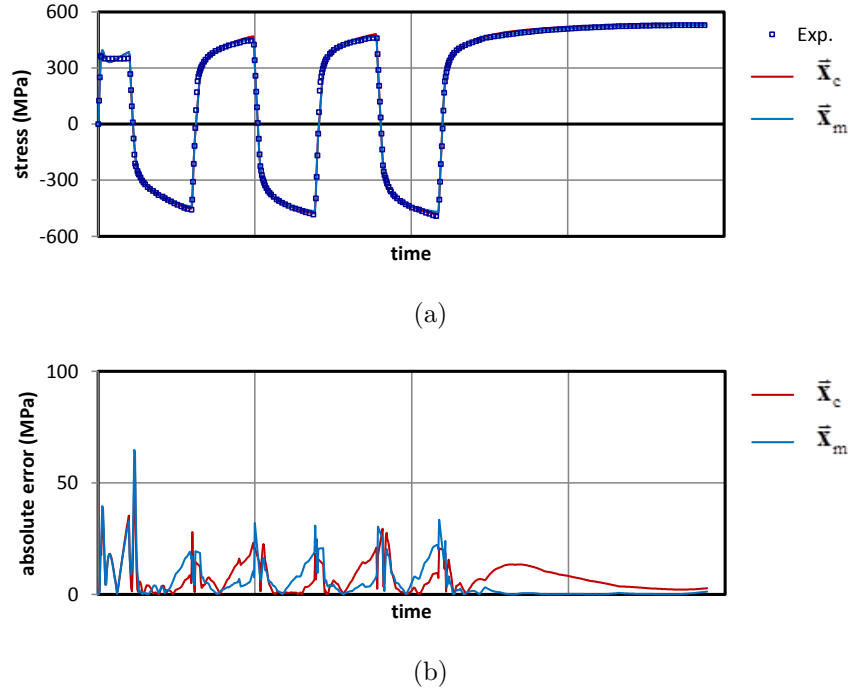 600
300
0
-300
-600
stress (MPa)
time
Exp.
x⃗c
x⃗m
(a)
100
50
0
absolute error (MPa)
time
x⃗c
x⃗m
(b)